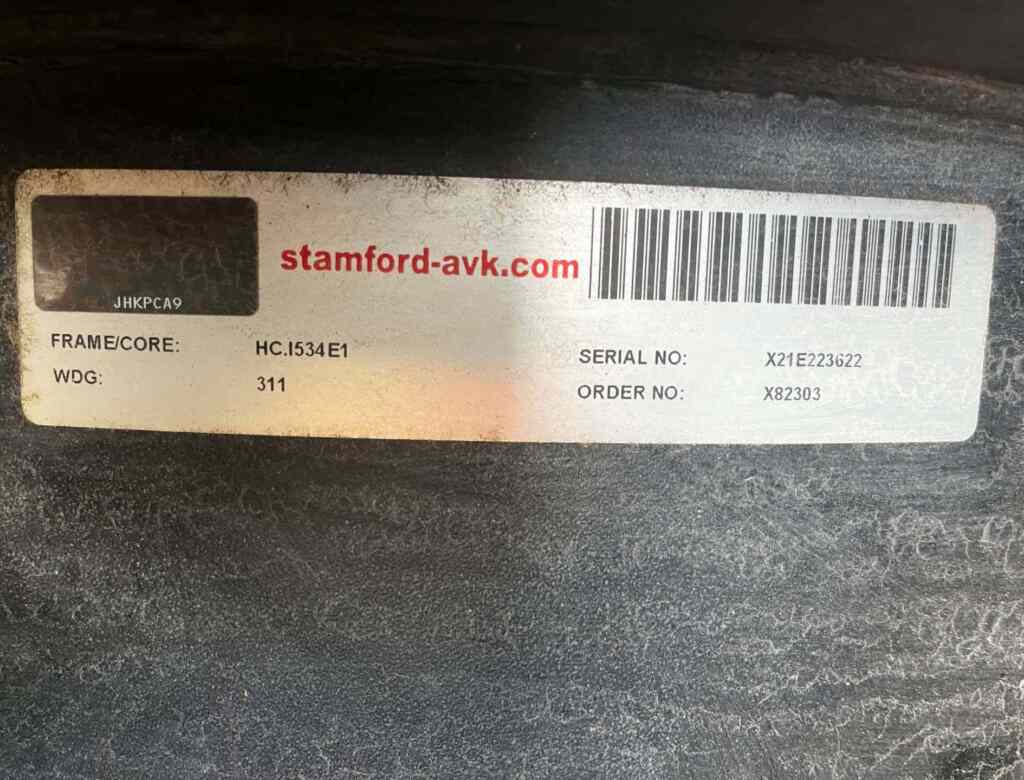 stamford-avk.com
JHKPCA9
FRAME/CORE: HC.I534E1
WDG: 311
SERIAL NO: X21E223622
ORDER NO: X82303